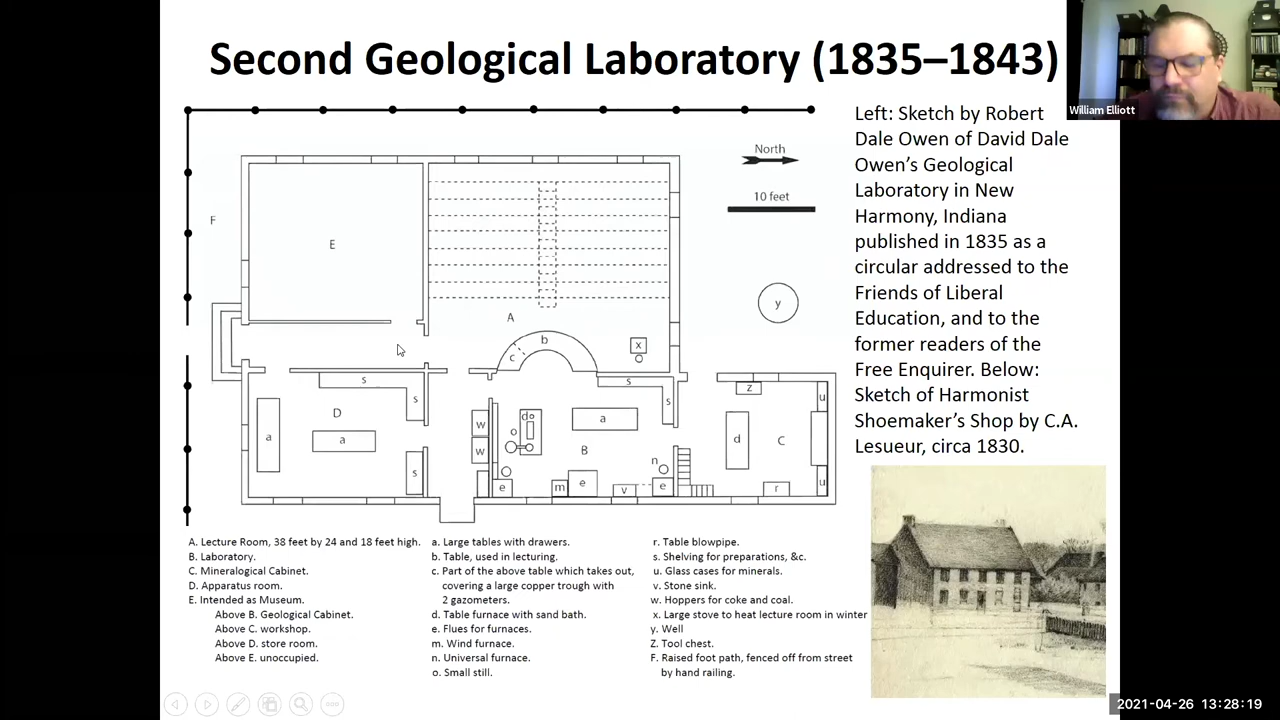 Second Geological Laboratory (1835–1843)
William Elliott
Left: Sketch by Robert
Dale Owen of David Dale
Owen’s Geological
Laboratory in New
Harmony, Indiana
published in 1835 as a
circular addressed to the
Friends of Liberal
Education, and to the
former readers of the
Free Enquirer. Below:
Sketch of Harmonist
Shoemaker’s Shop by C.A.
Lesueur, circa 1830.
North
10 feet
F
E
y
A
b
c
x
s
s
z
u
s
s
D
a
a
w
d
o
a
d
C
w
o
B
n
s
e
m
e
v
e
r
u
A. Lecture Room, 38 feet by 24 and 18 feet high.
B. Laboratory.
C. Mineralogical Cabinet.
D. Apparatus room.
E. Intended as Museum.
Above B. Geological Cabinet.
Above C. workshop.
Above D. store room.
Above E. unoccupied.
a. Large tables with drawers.
b. Table, used in lecturing.
c. Part of the above table which takes out,
covering a large copper trough with
2 gazometers.
d. Table furnace with sand bath.
e. Flues for furnaces.
m. Wind furnace.
n. Universal furnace.
o. Small still.
r. Table blowpipe.
s. Shelving for preparations, &c.
u. Glass cases for minerals.
v. Stone sink.
w. Hoppers for coke and coal.
x. Large stove to heat lecture room in winter
y. Well
Z. Tool chest.
F. Raised foot path, fenced off from street
by hand railing.
2021-04-26 13:28:19